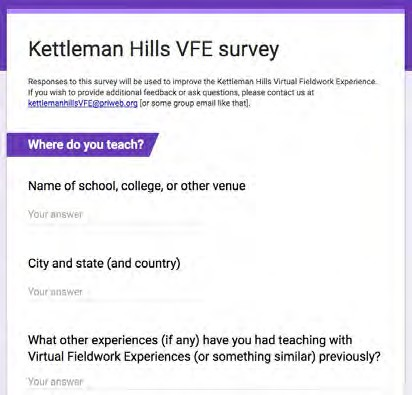 Kettleman Hills VFE survey
Responses to this survey will be used to improve the Kettleman Hills Virtual Fieldwork Experience.
If you wish to provide additional feedback or ask questions, please contact us at
kettlemanhillsVFE@priweb.org [or some group email like that].
Where do you teach?
Name of school, college, or other venue
Your answer
City and state (and country)
Your answer
What other experiences (if any) have you had teaching with
Virtual Fieldwork Experiences (or something similar) previously?
Your answer